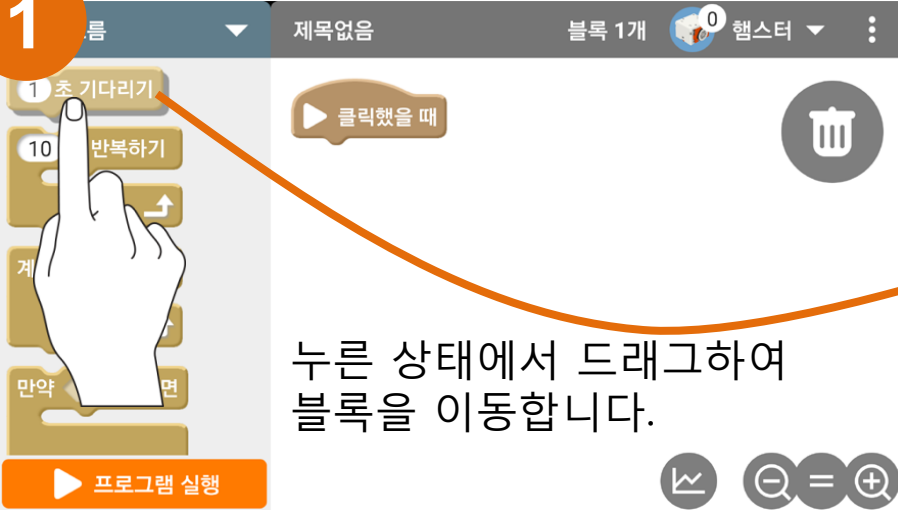 1
름
제목없음
블록 1개
0
햄스터
1 초 기다리기
클릭했을 때
10
반복하기
계
만약
면
누른 상태에서 드래그하여
블록을 이동합니다.
프로그램 실행